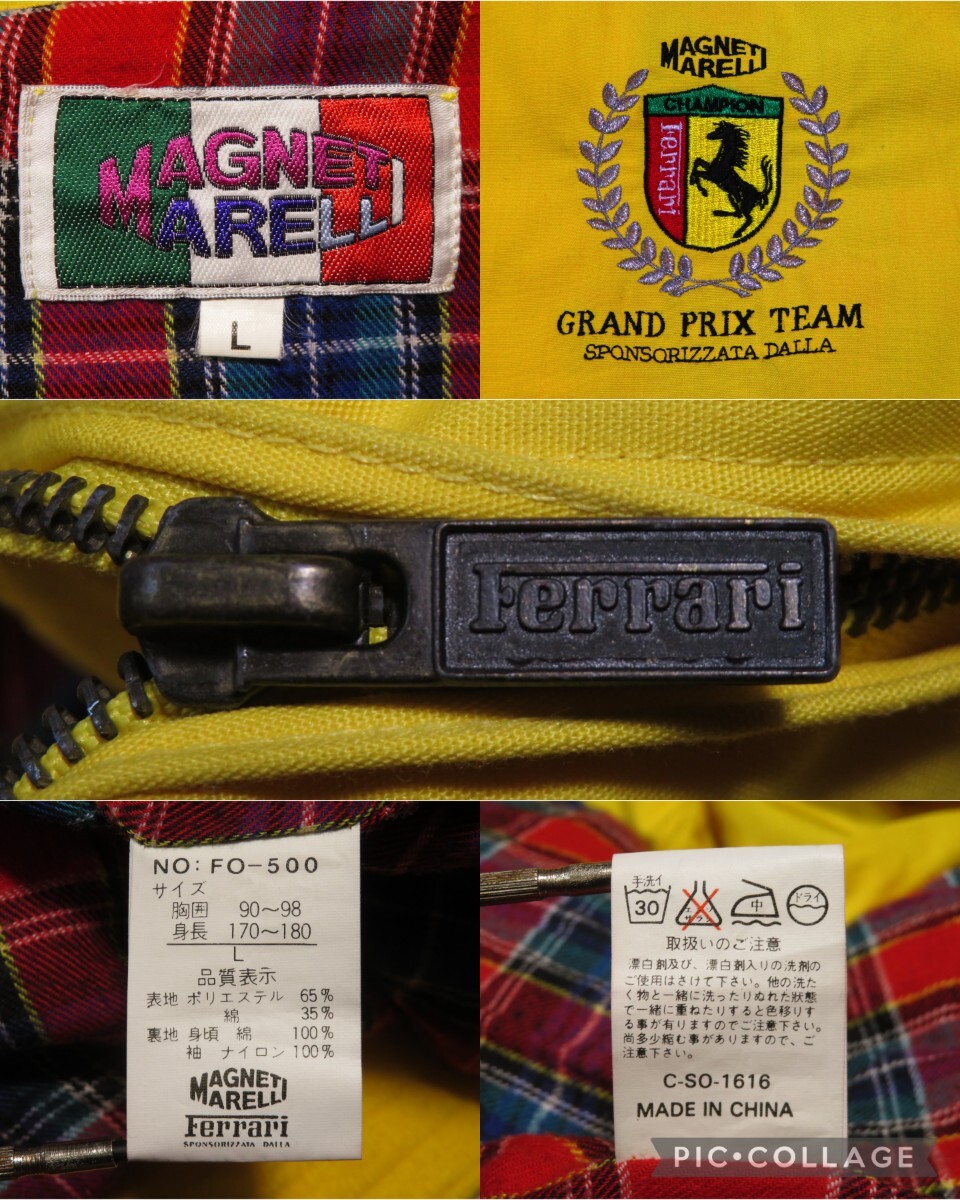 MAGNETI
MARELLI
L
MAGNETI
MARELLI
CHAMPION
Ferrari
GRAND PRIX TEAM
SPONSORIZZATA DALLA
Ferrari
NO: FO-500
サイズ
胸囲 90〜98
身長 170〜180
L
品質表示
表地 ポリエステル 65%
綿 35%
裏地 身頃 綿 100%
袖 ナイロン 100%
MAGNETI
MARELLI
Ferrari
SPONSORIZZATA DALLA
手洗イ
30
エンソ
サラシ
中
ドライ
取扱いのご注意
漂白剤及び、漂白剤入りの洗剤の
ご使用はさけて下さい。他の洗た
く物と一緒に洗ったりぬれた状態
で一緒に重ねたりすると色移りす
る事が有りますのでご注意下さい。
尚多少縮む事がありますので、ご
注意下さい。
C-SO-1616
MADE IN CHINA
PIC•COLLAGE